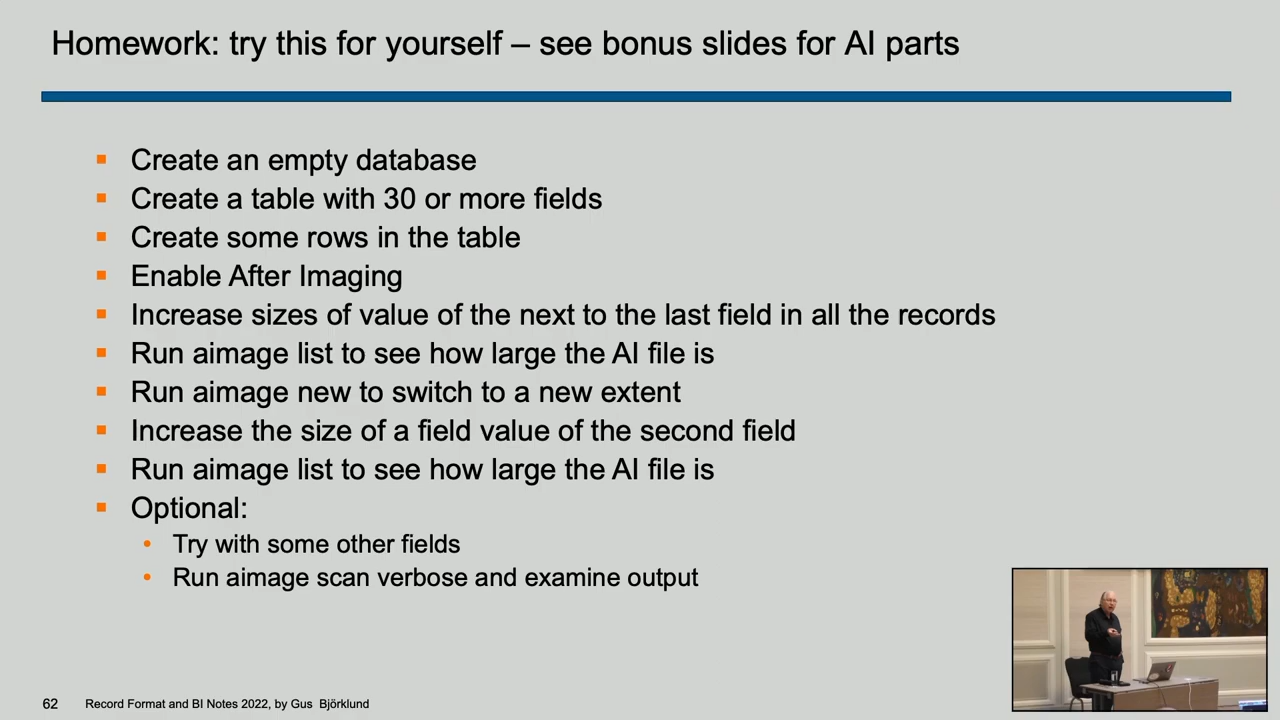 Homework: try this for yourself – see bonus slides for AI parts
Create an empty database
Create a table with 30 or more fields
Create some rows in the table
Enable After Imaging
Increase sizes of value of the next to the last field in all the records
Run aimage list to see how large the AI file is
Run aimage new to switch to a new extent
Increase the size of a field value of the second field
Run aimage list to see how large the AI file is
Optional:
Try with some other fields
Run aimage scan verbose and examine output
62 Record Format and BI Notes 2022, by Gus Björklund